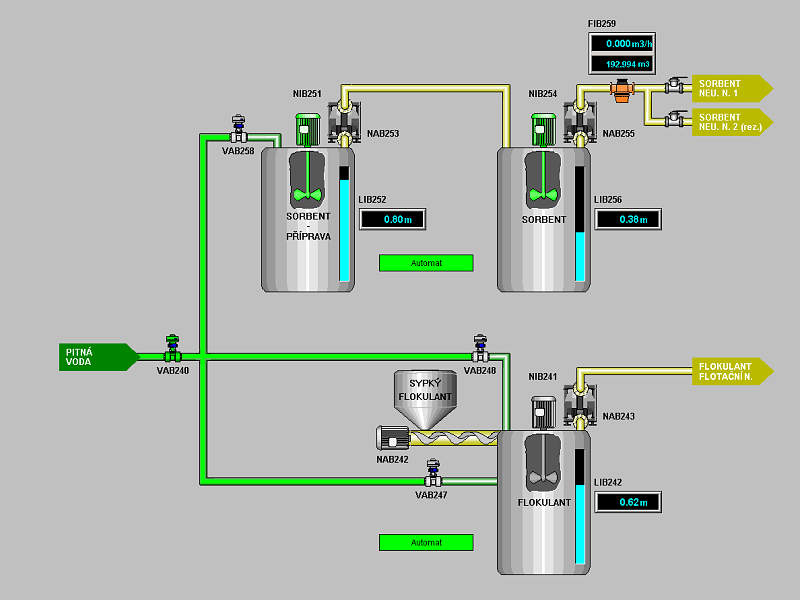 FIB259
0.000 m3/h
192.994 m3
NIB251
NIB254
SORBENT
NEU. N. 1
SORBENT
NEU. N. 2 (rez.)
NAB253
NAB255
VAB258
LIB252
LIB256
0.80 m
0.38 m
SORBENT
-
PŘÍPRAVA
SORBENT
Automat
PITNÁ
VODA
VAB240
VAB248
FLOKULANT
FLOTAČNÍ N.
NIB241
SYPKÝ
FLOKULANT
NAB243
NAB242
LIB242
VAB247
FLOKULANT
0.62 m
Automat